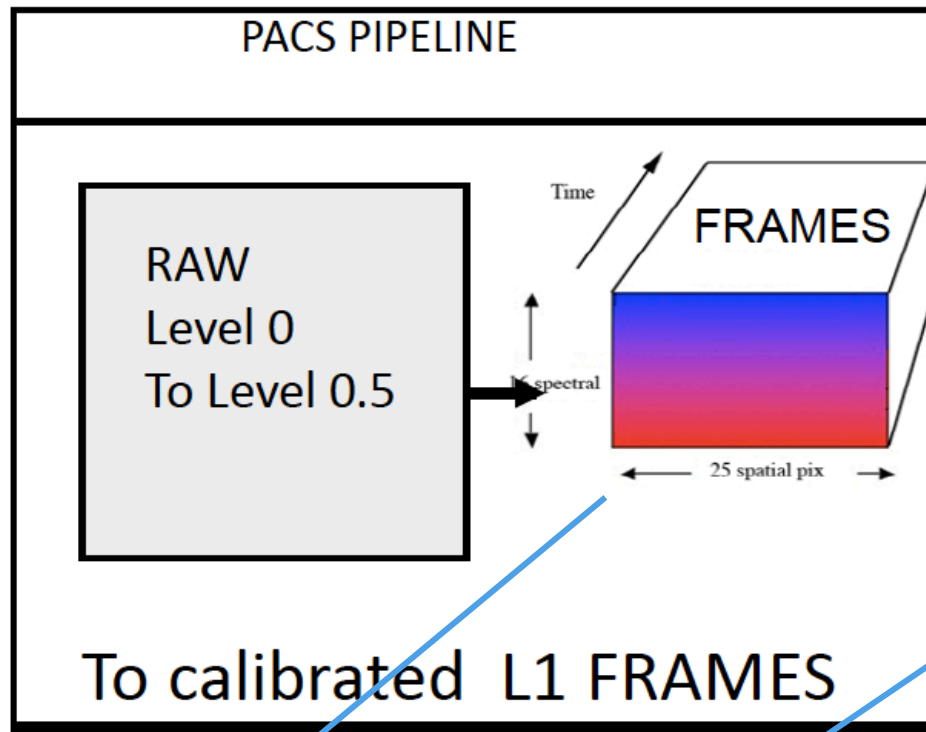 PACS PIPELINE
Time
FRAMES
RAW
Level 0
To Level 0.5
16 spectral
25 spatial pix
To calibrated L1 FRAMES